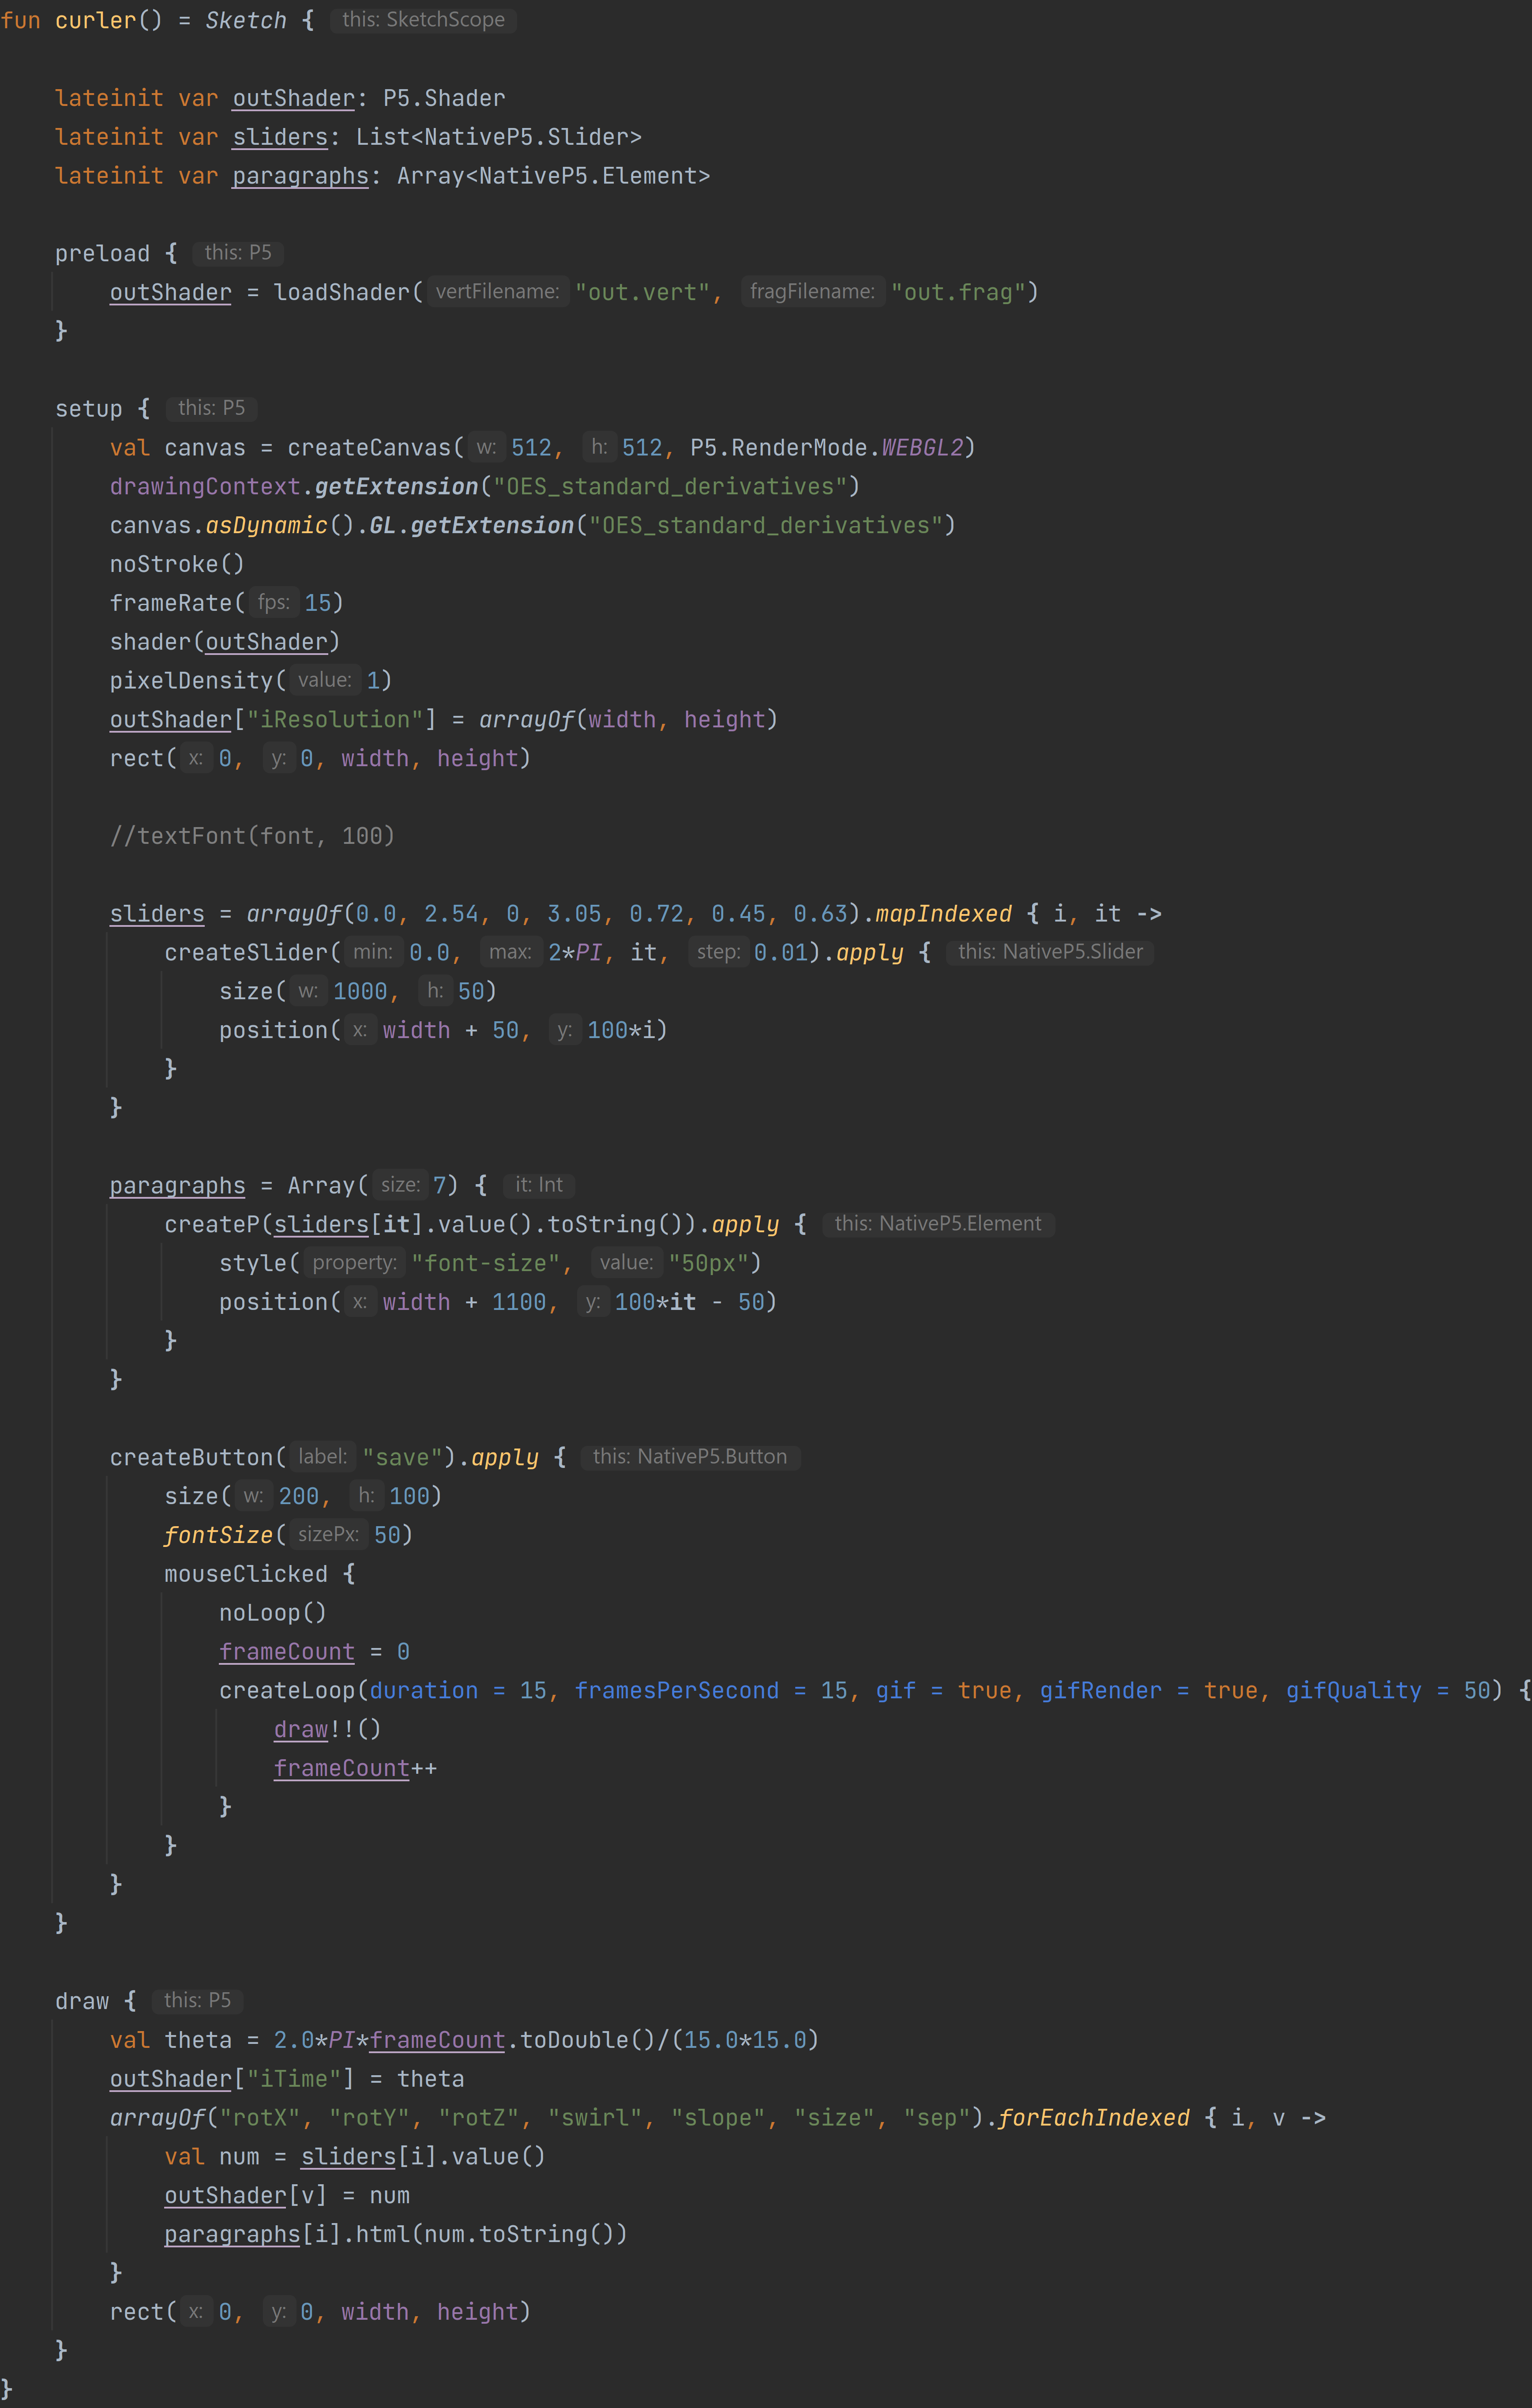 fun curler() = Sketch { this: SketchScope
lateinit var outShader: P5.Shader
lateinit var sliders: List<NativeP5.Slider>
lateinit var paragraphs: Array<NativeP5.Element>
preload { this: P5
outShader = loadShader( vertFilename: "out.vert", fragFilename: "out.frag")
}
setup { this: P5
val canvas = createCanvas( w: 512, h: 512, P5.RenderMode.WEBGL2)
drawingContext.getExtension("OES_standard_derivatives")
canvas.asDynamic().GL.getExtension("OES_standard_derivatives")
noStroke()
frameRate( fps: 15)
shader(outShader)
pixelDensity( value: 1)
outShader["iResolution"] = arrayOf(width, height)
rect( x: 0, y: 0, width, height)
//textFont(font, 100)
sliders = arrayOf(0.0, 2.54, 0, 3.05, 0.72, 0.45, 0.63).mapIndexed { i, it ->
createSlider( min: 0.0, max: 2*PI, it, step: 0.01).apply { this: NativeP5.Slider
size( w: 1000, h: 50)
position( x: width + 50, y: 100*i)
}
}
paragraphs = Array( size: 7) { it: Int
createP(sliders[it].value().toString()).apply { this: NativeP5.Element
style( property: "font-size", value: "50px")
position( x: width + 1100, y: 100*it - 50)
}
}
createButton( label: "save").apply { this: NativeP5.Button
size( w: 200, h: 100)
fontSize( sizePx: 50)
mouseClicked {
noLoop()
frameCount = 0
createLoop(duration = 15, framesPerSecond = 15, gif = true, gifRender = true, gifQuality = 50) {
draw!!()
frameCount++
}
}
}
}
draw { this: P5
val theta = 2.0*PI*frameCount.toDouble()/(15.0*15.0)
outShader["iTime"] = theta
arrayOf("rotX", "rotY", "rotZ", "swirl", "slope", "size", "sep").forEachIndexed { i, v ->
val num = sliders[i].value()
outShader[v] = num
paragraphs[i].html(num.toString())
}
rect( x: 0, y: 0, width, height)
}
}